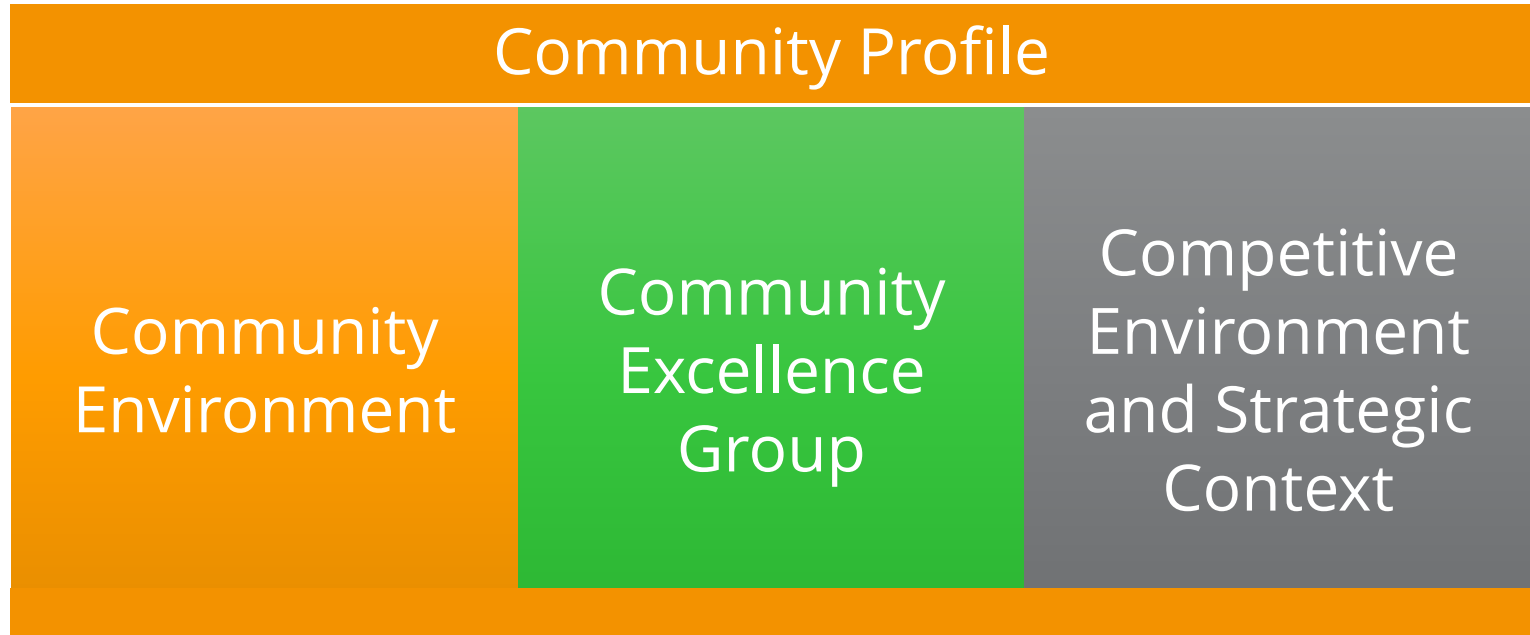 Community Profile
Community
Environment
Community
Excellence
Group
Competitive
Environment
and Strategic
Context